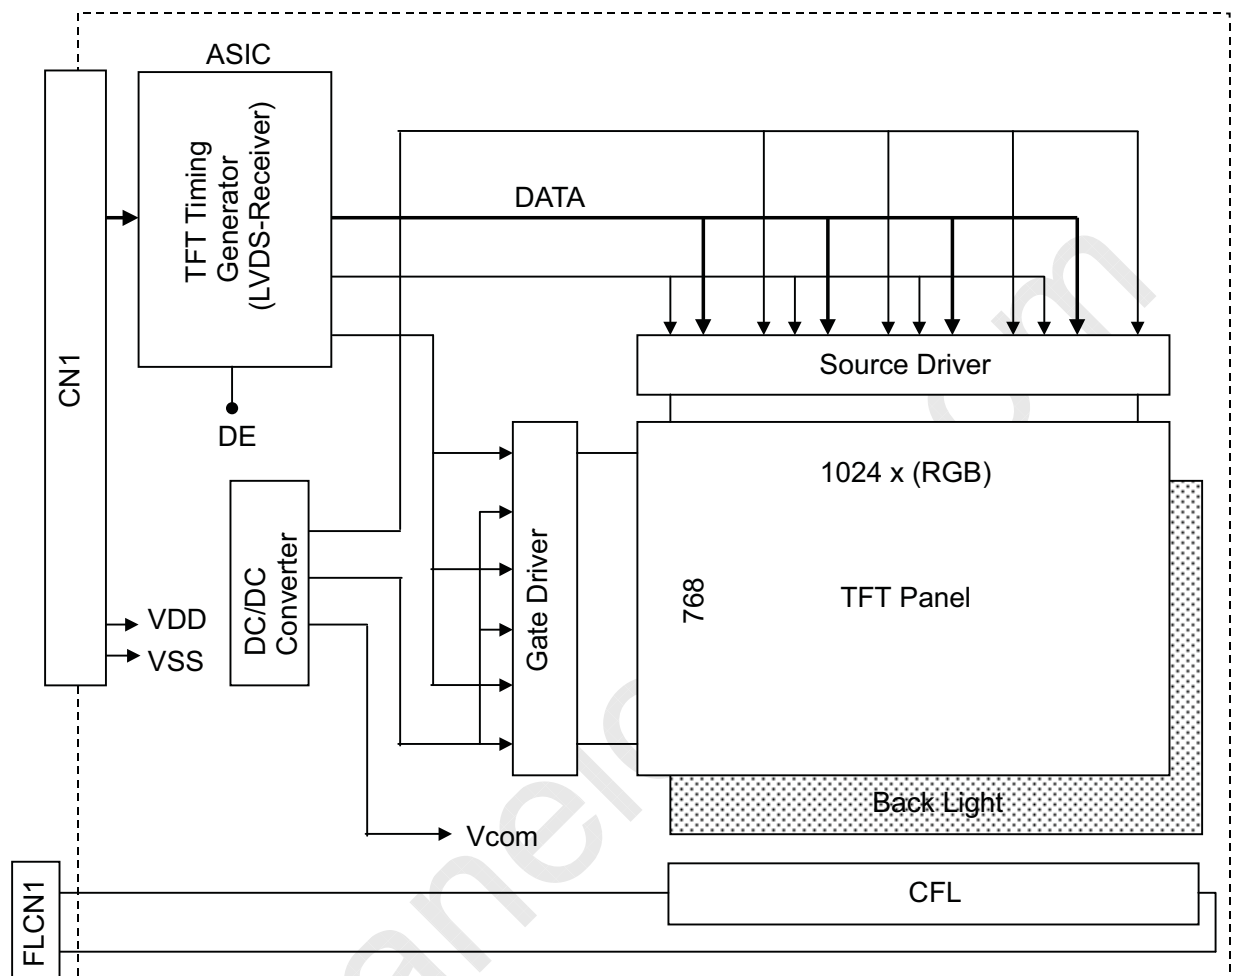 ASIC
TFT Timing
Generator
(LVDS-Receiver)
DATA
CN1
Source Driver
DE
1024 x (RGB)
DC/DC
Converter
Gate Driver
768
TFT Panel
VDD
VSS
Back Light
Vcom
CFL
FLCN1